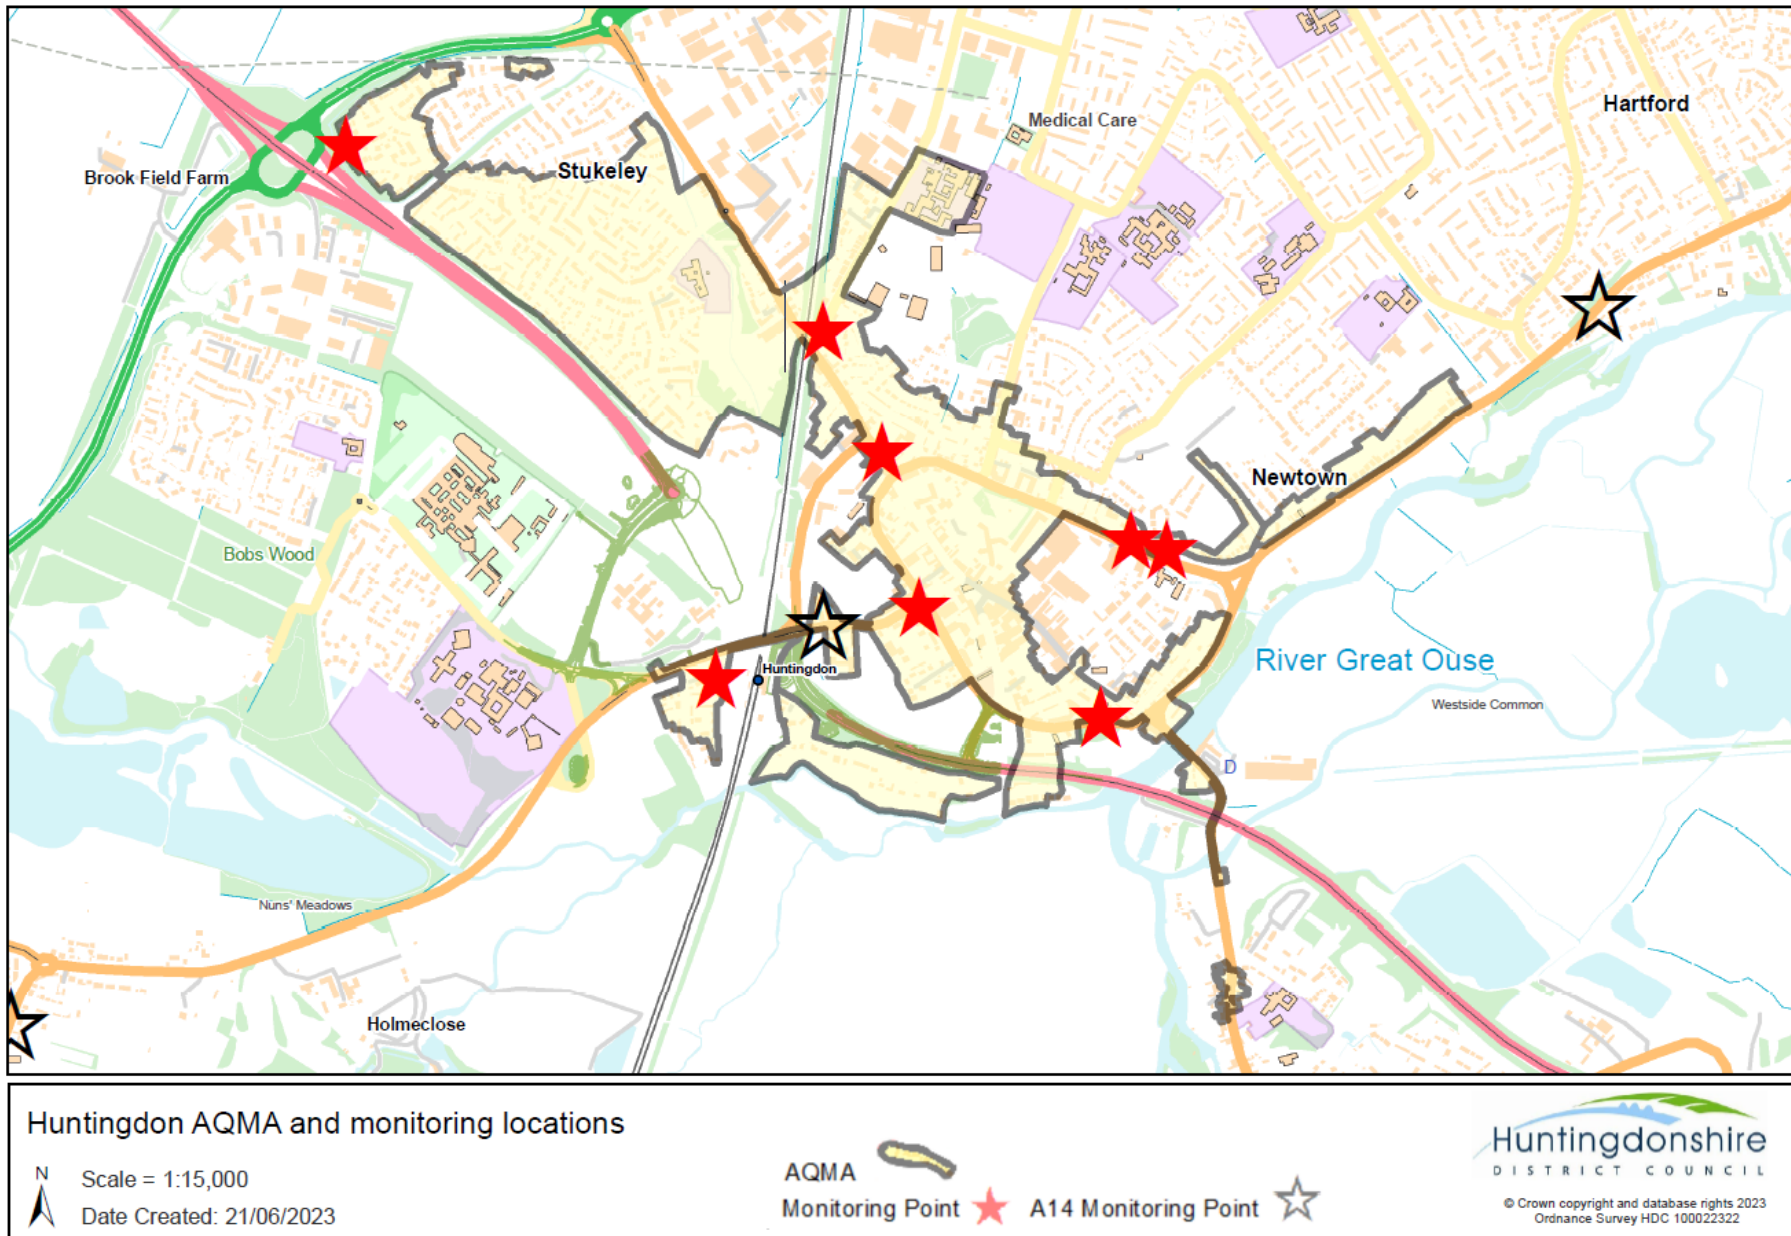 Hartford
Medical Care
Stukeley
Brook Field Farm
Newtown
Bobs Wood
River Great Ouse
Huntingdon
Westside Common
D
Nuns' Meadows
Holmeclose
Huntingdon AQMA and monitoring locations
N
Scale = 1:15,000
Date Created: 21/06/2023
AQMA
Monitoring Point
A14 Monitoring Point
Huntingdonshire
DISTRICT COUNCIL
© Crown copyright and database rights 2023
Ordnance Survey HDC 100022322